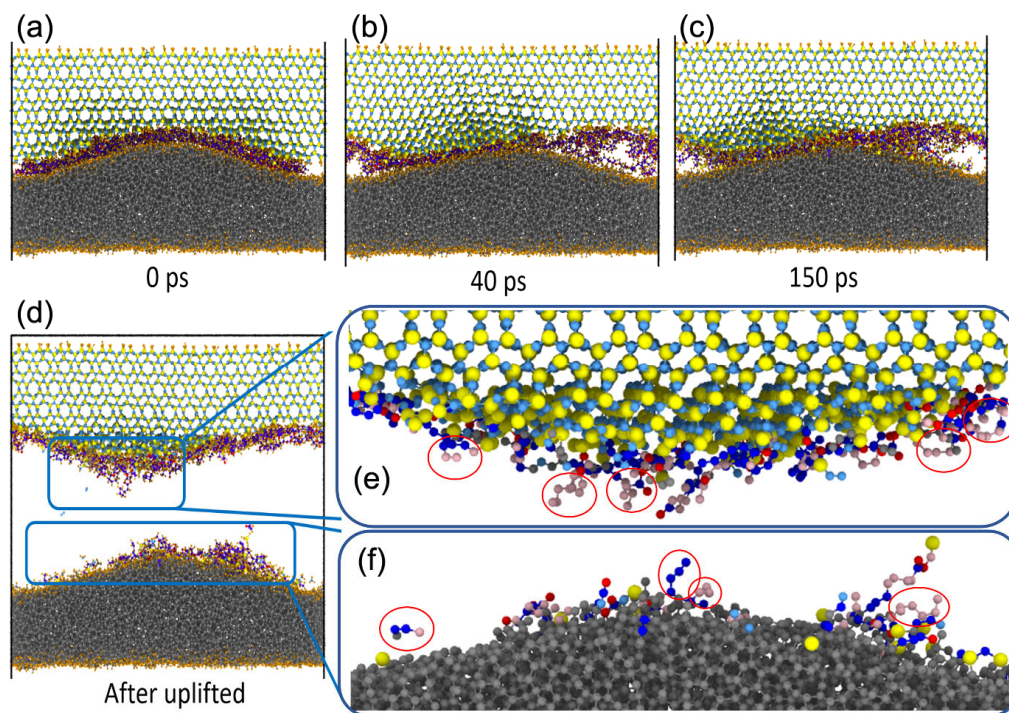 (a)
(b)
(c)
0 ps
40 ps
150 ps
(d)
(e)
(f)
After uplifted